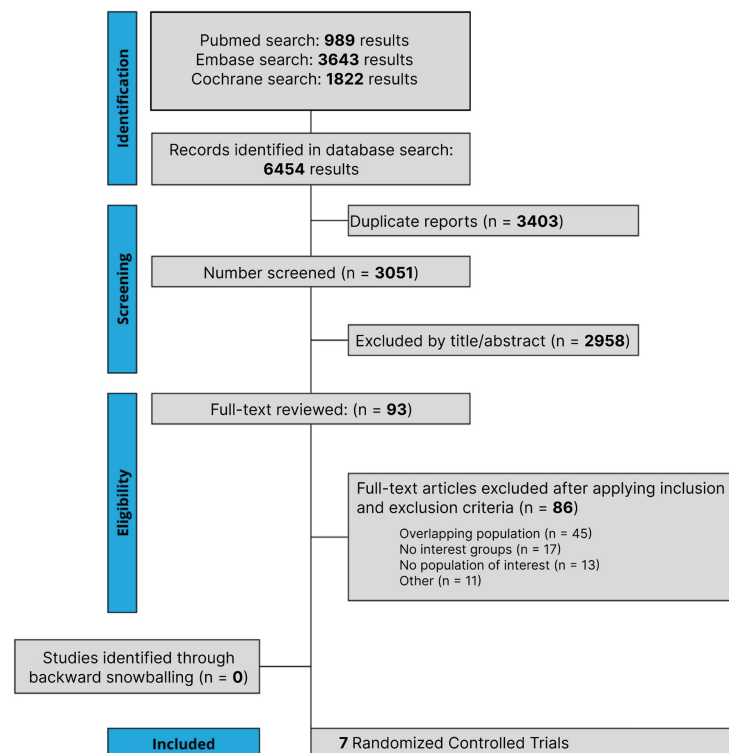 Identification
Pubmed search: 989 results
Embase search: 3643 results
Cochrane search: 1822 results
Records identified in database search:
6454 results
Screening
Duplicate reports (n = 3403)
Number screened (n = 3051)
Excluded by title/abstract (n = 2958)
Eligibility
Full-text reviewed: (n = 93)
Full-text articles excluded after applying inclusion
and exclusion criteria (n = 86)
Overlapping population (n = 45)
No interest groups (n = 17)
No population of interest (n = 13)
Other (n = 11)
Studies identified through
backward snowballing (n = 0)
Included
7 Randomized Controlled Trials